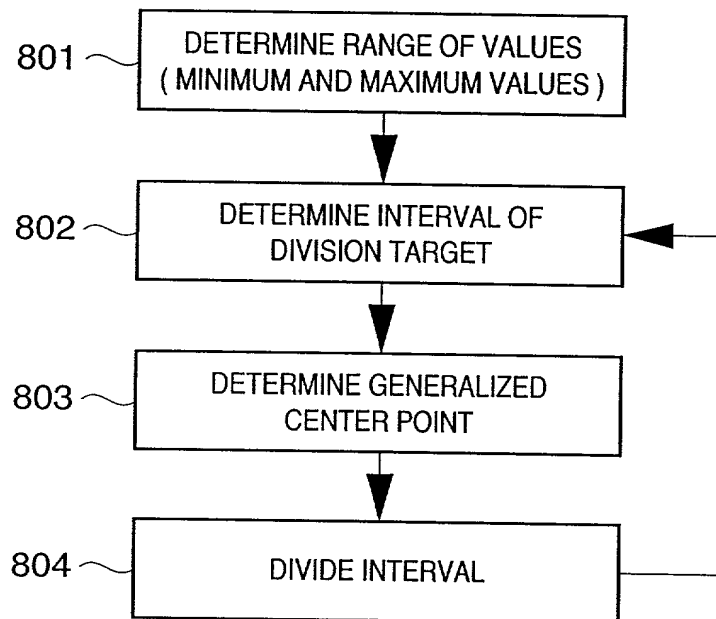 801
DETERMINE RANGE OF VALUES
( MINIMUM AND MAXIMUM VALUES )
802
DETERMINE INTERVAL OF
DIVISION TARGET
803
DETERMINE GENERALIZED
CENTER POINT
804
DIVIDE INTERVAL